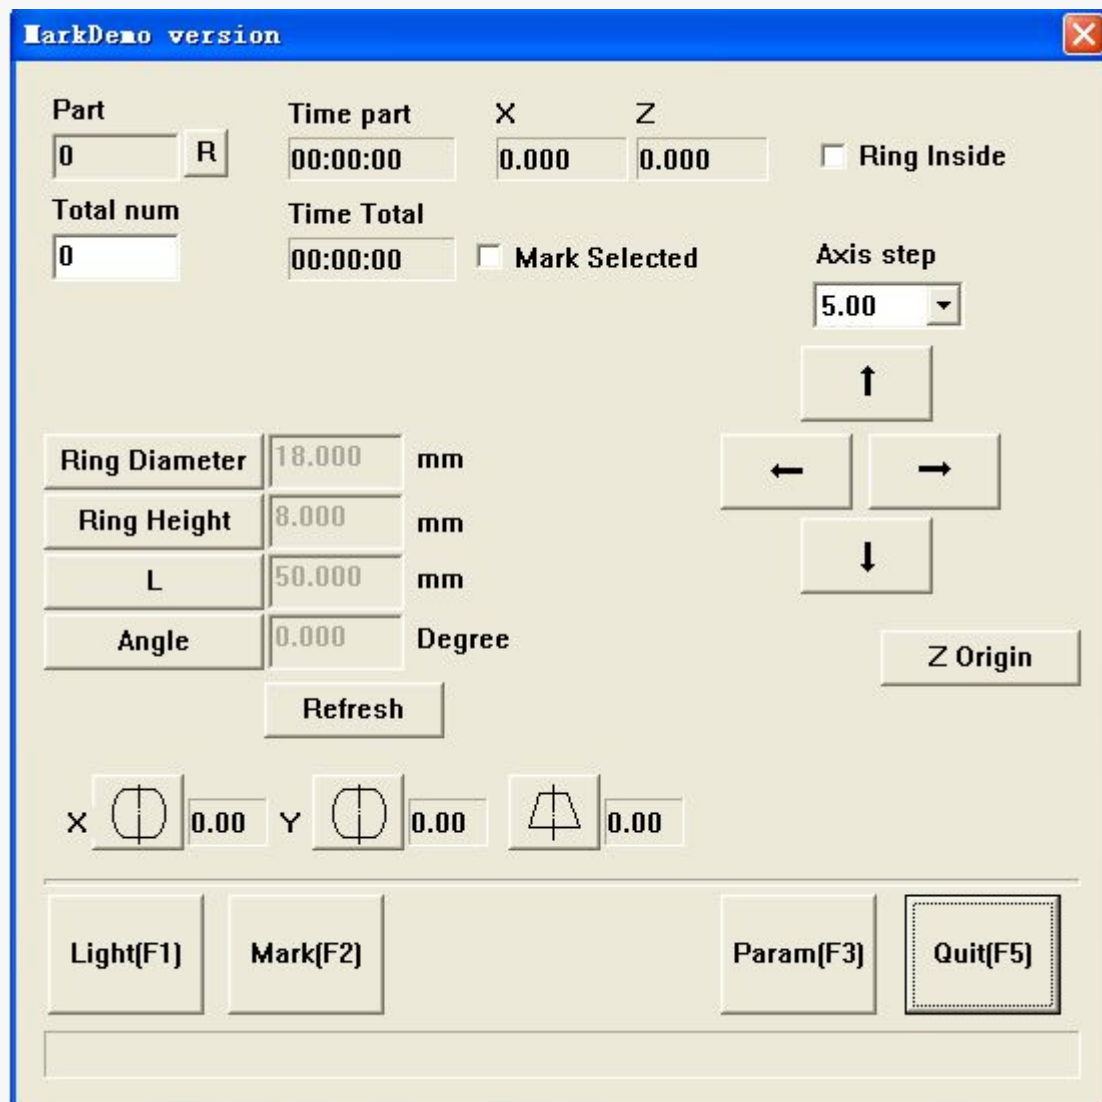 MarkDemo version
Part Time part X Z
0 R 00:00:00 0.000 0.000 Ring Inside
Total num Time Total
0 00:00:00 Mark Selected Axis step
5.00
Ring Diameter 18.000 mm
Ring Height 8.000 mm
L 50.000 mm
Angle 0.000 Degree
Z Origin
Refresh
X 0.00 Y 0.00 0.00
Light(F1) Mark(F2) Param(F3) Quit(F5)